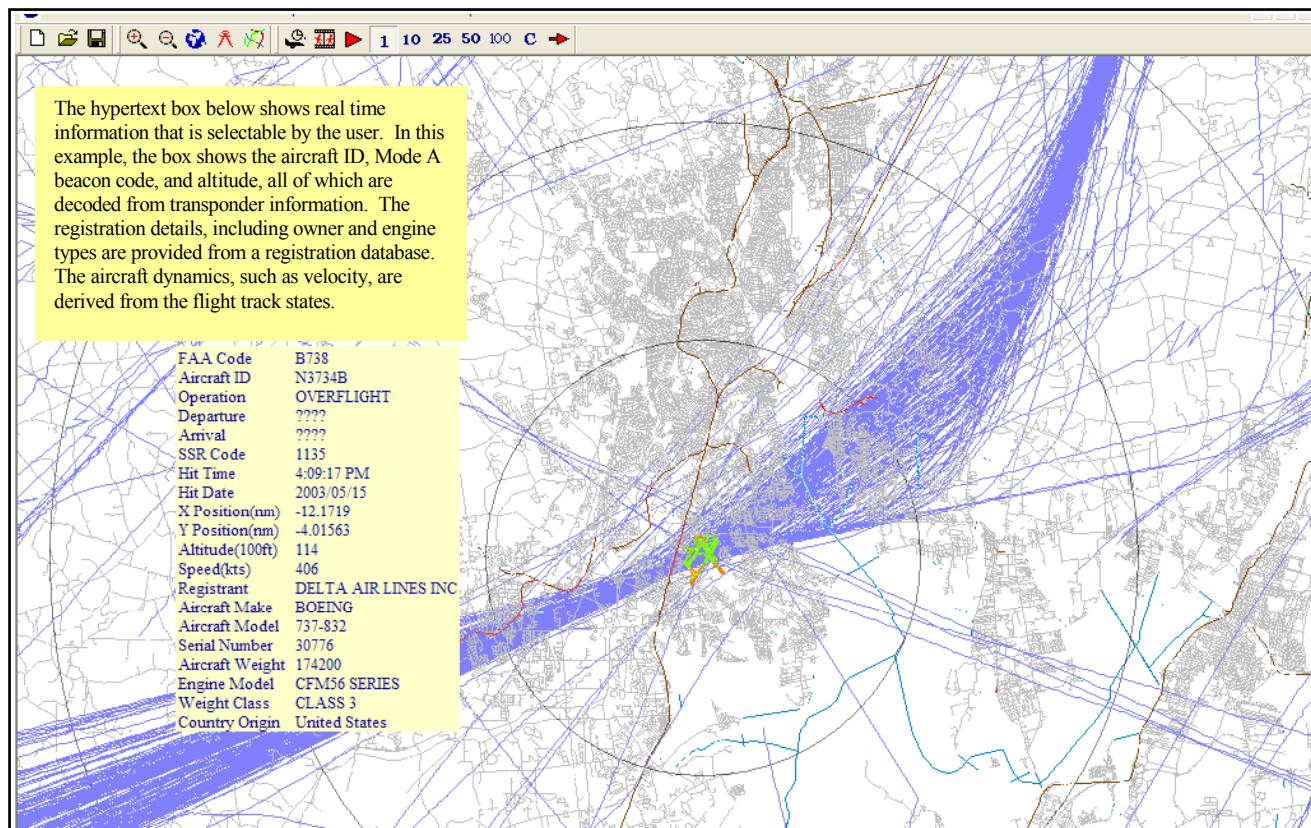 1 10 25 50 100 C
The hypertext box below shows real time
information that is selectable by the user. In this
example, the box shows the aircraft ID, Mode A
beacon code, and altitude, all of which are
decoded from transponder information. The
registration details, including owner and engine
types are provided from a registration database.
The aircraft dynamics, such as velocity, are
derived from the flight track states.
FAA Code B738
Aircraft ID N3734B
Operation OVERFLIGHT
Departure ????
Arrival ????
SSR Code 1135
Hit Time 4:09:17 PM
Hit Date 2003/05/15
X Position(nm) -12.1719
Y Position(nm) -4.01563
Altitude(100ft) 114
Speed(kts) 406
Registrant DELTA AIR LINES INC
Aircraft Make BOEING
Aircraft Model 737-832
Serial Number 30776
Aircraft Weight 174200
Engine Model CFM56 SERIES
Weight Class CLASS 3
Country Origin United States